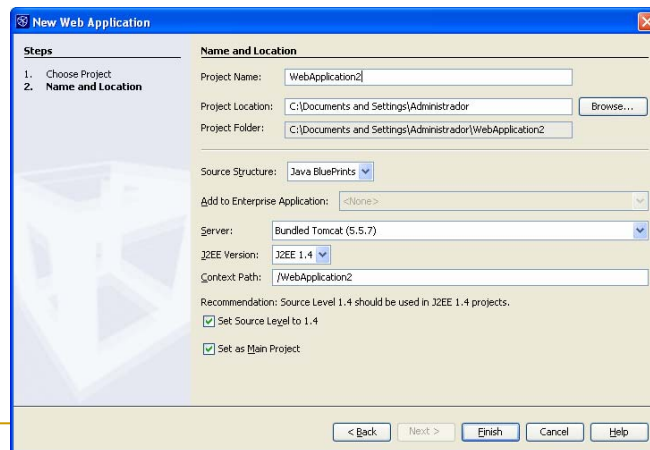 New Web Application
Steps
1. Choose Project
2. Name and Location
Name and Location
Project Name: WebApplication2
Project Location: C:\Documents and Settings\Administrador Browse...
Project Folder: C:\Documents and Settings\Administrador\WebApplication2
Source Structure: Java BluePrints
Add to Enterprise Application: <None>
Server: Bundled Tomcat (5.5.7)
J2EE Version: J2EE 1.4
Context Path: /WebApplication2
Recommendation: Source Level 1.4 should be used in J2EE 1.4 projects.
Set Source Level to 1.4
Set as Main Project
< Back Next > Finish Cancel Help